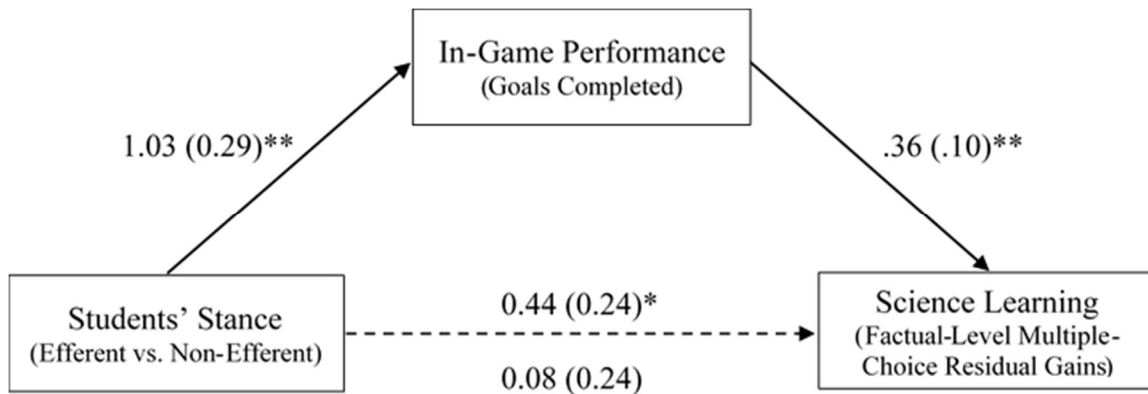 In-Game Performance
(Goals Completed)
1.03 (0.29)**
.36 (.10)**
Students’ Stance
(Efferent vs. Non-Efferent)
0.44 (0.24)*
0.08 (0.24)
Science Learning
(Factual-Level Multiple-
Choice Residual Gains)